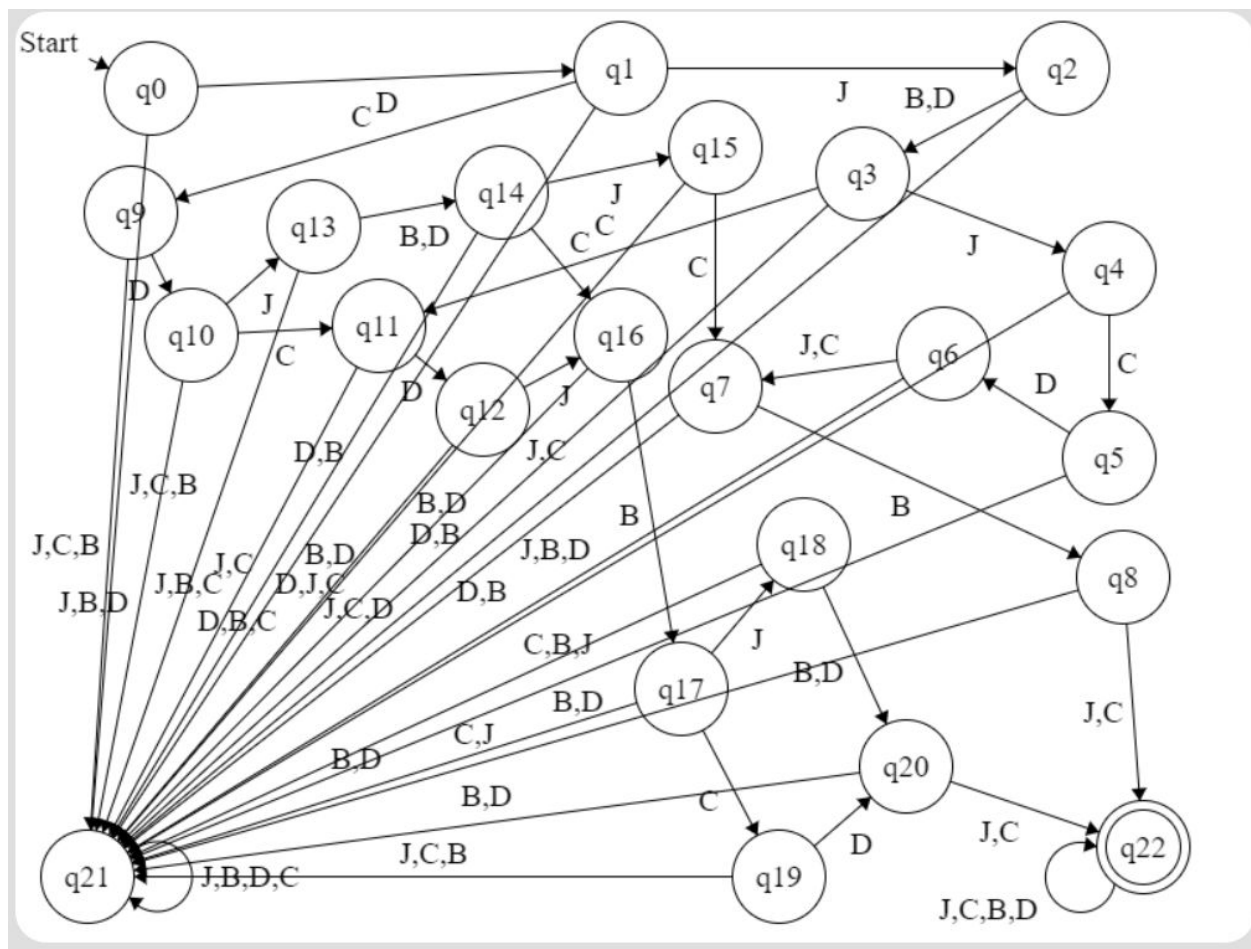 Start
q0
q1
q2
J
B,D
C
D
q15
q3
q14
q9
q13
J
B,D
C
C
J
q4
C
D
q10
J
q11
C
q16
q7
J,C
q6
D
C
q5
D
q12
J
D,B
J,C
J,C,B
B,D
D,B
B
B
J,C,B
J,C
B,D
J,B,D
q18
q8
J,B,D
J,B,C
D,J,C
J,C,D
D,B
D,B,C
C,B,J
J
B,D
q17
B,D
J,C
C,J
B,D
q20
B,D
C
J,C
D
J,C,B
q21
J,B,D,C
q19
q22
J,C,B,D